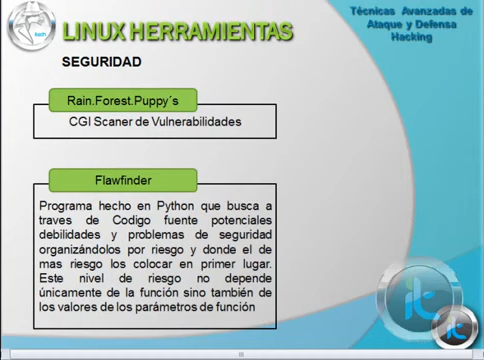 LINUX HERRAMIENTAS
Técnicas Avanzadas de
Ataque y Defensa
Hacking
SEGURIDAD
Rain.Forest.Puppy´s
CGI Scaner de Vulnerabilidades
Flawfinder
Programa hecho en Python que busca a
traves de Codigo fuente potenciales
debilidades y problemas de seguridad
organizándolos por riesgo y donde el de
mas riesgo los colocar en primer lugar.
Este nivel de riesgo no depende
únicamente de la función sino también de
los valores de los parámetros de función